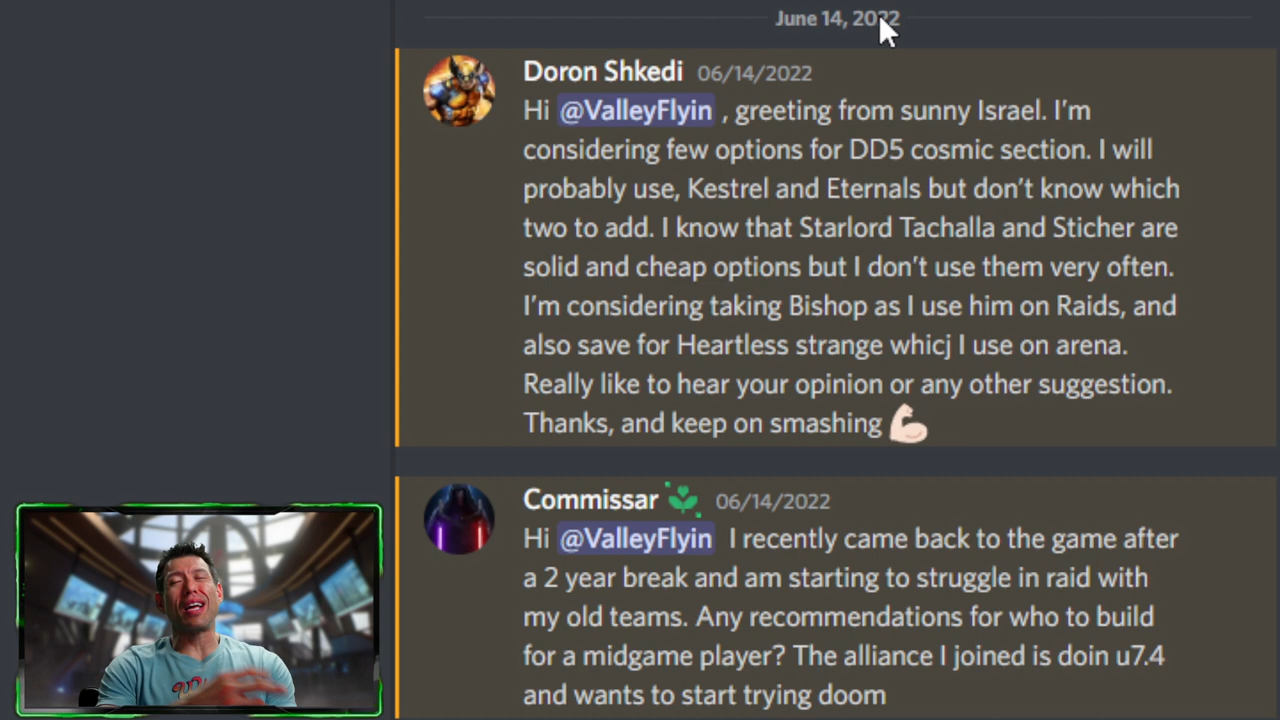 June 14, 2022
Doron Shkedi 06/14/2022
Hi @ValleyFlyin , greeting from sunny Israel. I'm
considering few options for DD5 cosmic section. I will
probably use, Kestrel and Eternals but don't know which
two to add. I know that Starlord Tachalla and Sticher are
solid and cheap options but I don't use them very often.
I'm considering taking Bishop as I use him on Raids, and
also save for Heartless strange whicj I use on arena.
Really like to hear your opinion or any other suggestion.
Thanks, and keep on smashing 💪🏻
Commissar 06/14/2022
Hi @ValleyFlyin I recently came back to the game after
a 2 year break and am starting to struggle in raid with
my old teams. Any recommendations for who to build
for a midgame player? The alliance I joined is doin u7.4
and wants to start trying doom